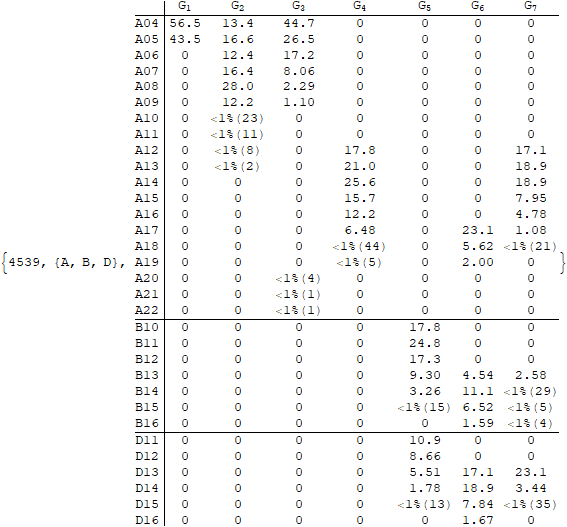 G₁ G₂ G₃ G₄ G₅ G₆ G₇
A04 56.5 13.4 44.7 0 0 0 0
A05 43.5 16.6 26.5 0 0 0 0
A06 0 12.4 17.2 0 0 0 0
A07 0 16.4 8.06 0 0 0 0
A08 0 28.0 2.29 0 0 0 0
A09 0 12.2 1.10 0 0 0 0
A10 0 <1%(23) 0 0 0 0 0
A11 0 <1%(11) 0 0 0 0 0
A12 0 <1%(8) 0 17.8 0 0 17.1
A13 0 <1%(2) 0 21.0 0 0 18.9
A14 0 0 0 25.6 0 0 18.9
A15 0 0 0 15.7 0 0 7.95
A16 0 0 0 12.2 0 0 4.78
A17 0 0 0 6.48 0 23.1 1.08
A18 0 0 0 <1%(44) 0 5.62 <1%(21)
{4539, {A, B, D}, A19 0 0 0 <1%(5) 0 2.00 0 }
A20 0 0 <1%(4) 0 0 0 0
A21 0 0 <1%(1) 0 0 0 0
A22 0 0 <1%(1) 0 0 0 0
B10 0 0 0 0 17.8 0 0
B11 0 0 0 0 24.8 0 0
B12 0 0 0 0 17.3 0 0
B13 0 0 0 0 9.30 4.54 2.58
B14 0 0 0 0 3.26 11.1 <1%(29)
B15 0 0 0 0 <1%(15) 6.52 <1%(5)
B16 0 0 0 0 0 1.59 <1%(4)
D11 0 0 0 0 10.9 0 0
D12 0 0 0 0 8.66 0 0
D13 0 0 0 0 5.51 17.1 23.1
D14 0 0 0 0 1.78 18.9 3.44
D15 0 0 0 0 <1%(13) 7.84 <1%(35)
D16 0 0 0 0 0 1.67 0